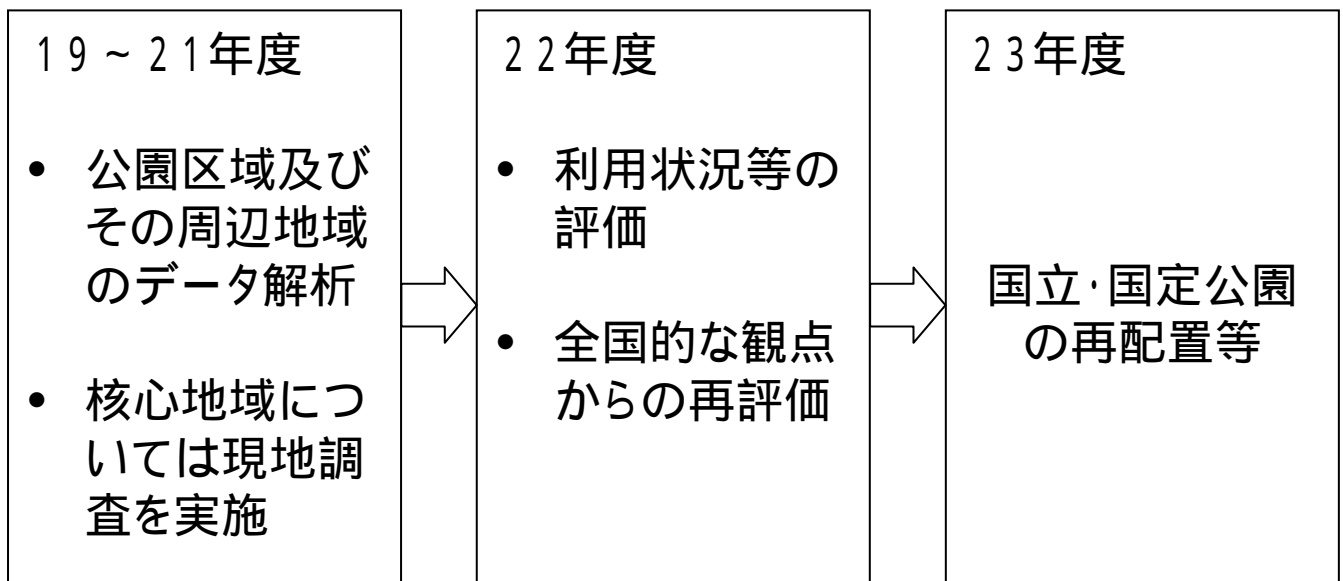 19～21年度
• 公園区域及び
その周辺地域
のデータ解析
• 核心地域につ
いては現地調
査を実施
22年度
• 利用状況等の
評価
• 全国的な観点
からの再評価
23年度
国立・国定公園
の再配置等